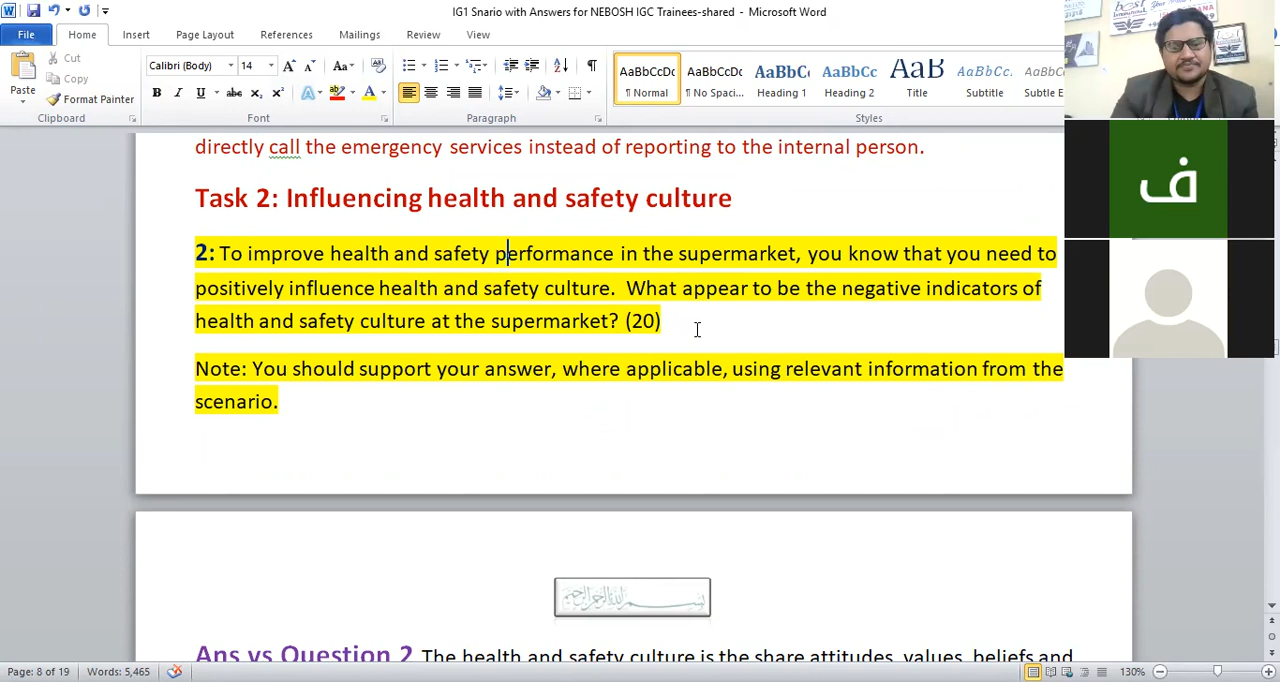 IG1 Snario with Answers for NEBOSH IGC Trainees-shared - Microsoft Word
File Home Insert Page Layout References Mailings Review View
Paste
Cut
Copy
Format Painter
Clipboard
Calibri (Body) 14
Font
Paragraph
AaBbCcDc AaBbCcDc AaBbCc AaBbCc AaB AaBbCc. AaBbCc
¶ Normal ¶ No Spaci... Heading 1 Heading 2 Title Subtitle Subtle E
Styles
directly call the emergency services instead of reporting to the internal person.
Task 2: Influencing health and safety culture
2: To improve health and safety performance in the supermarket, you know that you need to
positively influence health and safety culture. What appear to be the negative indicators of
health and safety culture at the supermarket? (20)
Note: You should support your answer, where applicable, using relevant information from the
scenario.
بسم الله الرحمن الرحيم
Ans vs Question 2 The health and safety culture is the share attitudes, values, beliefs and
Page: 8 of 19 Words: 5,465 130%
ف